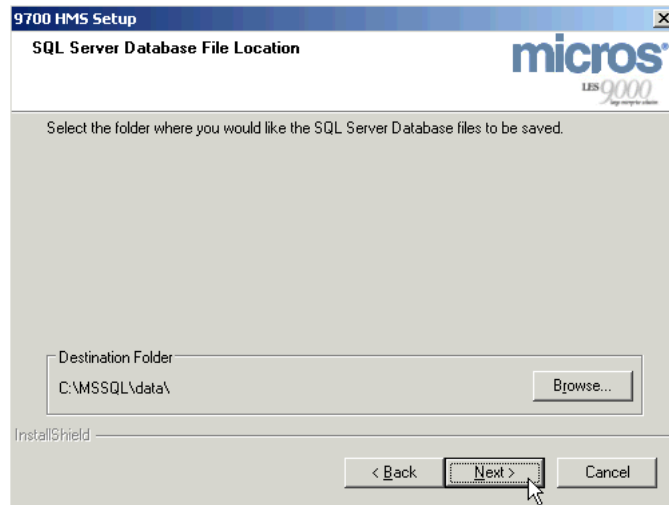 9700 HMS Setup
SQL Server Database File Location
micros
LES 9000
Select the folder where you would like the SQL Server Database files to be saved.
Destination Folder
C:\MSSQL\data\
Browse...
InstallShield
< Back
Next >
Cancel